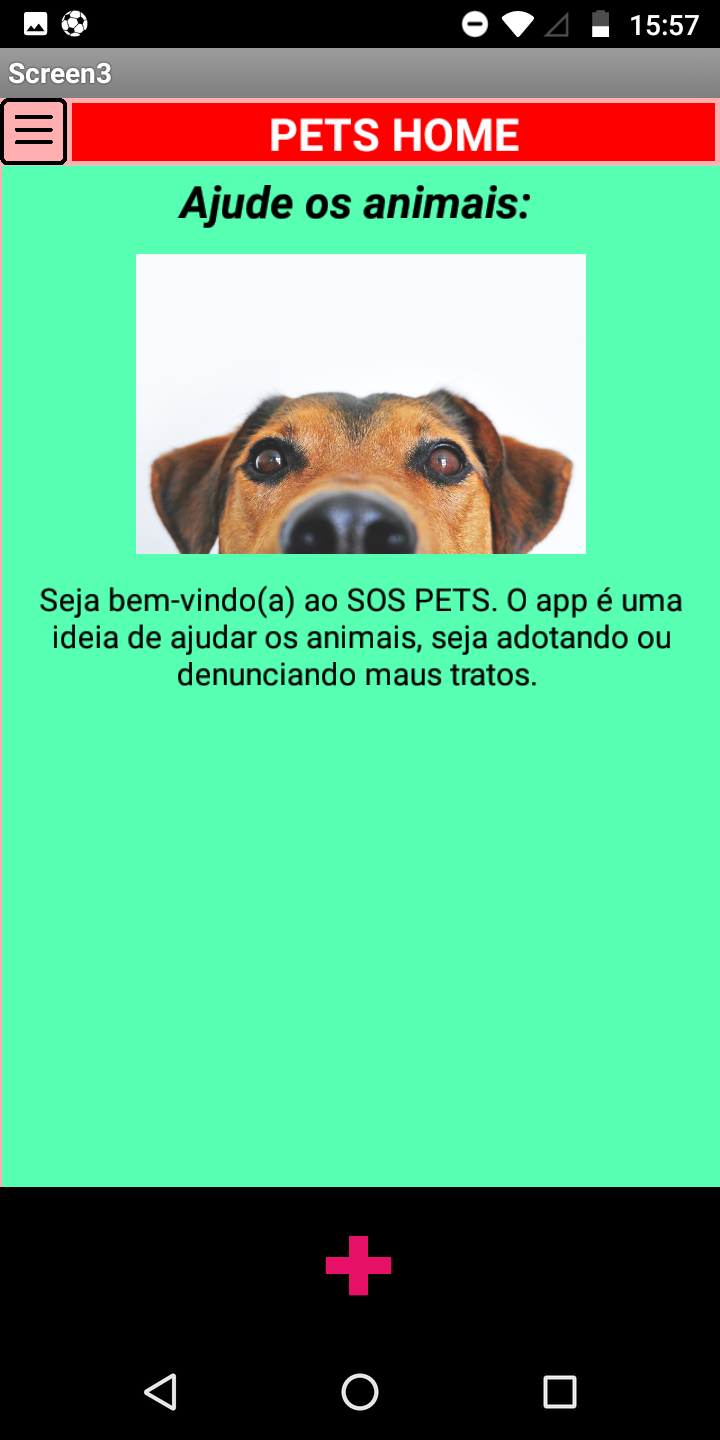 15:57
Screen3
PETS HOME
Ajude os animais:
Seja bem-vindo(a) ao SOS PETS. O app é uma
ideia de ajudar os animais, seja adotando ou
denunciando maus tratos.